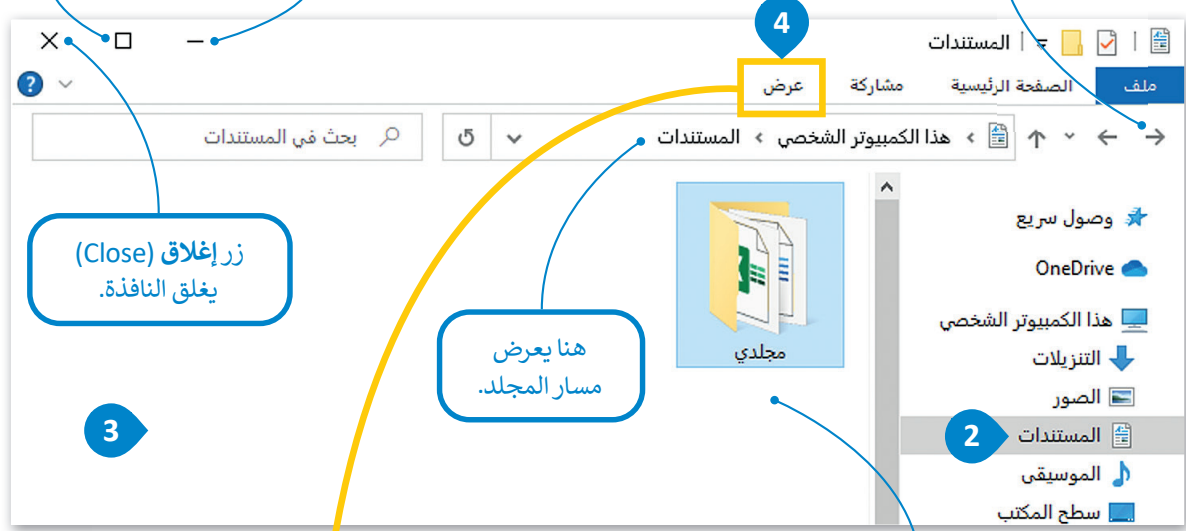 4
المستندات
ملف
الصفحة الرئيسية
مشاركة
عرض
?
هذا الكمبيوتر الشخصي › المستندات
بحث في المستندات
وصول سريع
OneDrive
هذا الكمبيوتر الشخصي
التنزيلات
الصور
المستندات
2
الموسيقى
سطح المكتب
مجلدي
هنا يعرض
مسار المجلد.
زر إغلاق (Close)
يغلق النافذة.
3